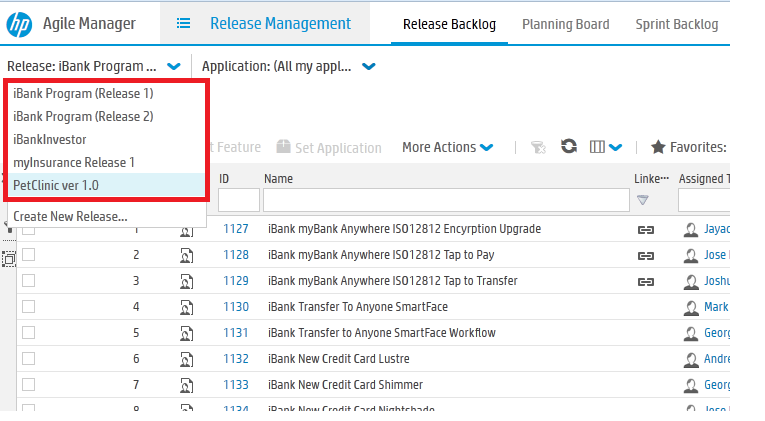 hp Agile Manager Release Management Release Backlog Planning Board Sprint Backlog
Release: iBank Program ... Application: (All my appl...
iBank Program (Release 1)
iBank Program (Release 2)
iBankInvestor
myInsurance Release 1
PetClinic ver 1.0
Create New Release...
t Feature Set Application More Actions Favorites:
ID Name Linke... Assigned T
1 1127 iBank myBank Anywhere ISO12812 Encyrption Upgrade Jayac
2 1128 iBank myBank Anywhere ISO12812 Tap to Pay Jose
3 1129 iBank myBank Anywhere ISO12812 Tap to Transfer Joshu
4 1130 iBank Transfer To Anyone SmartFace Mark
5 1131 iBank Transfer to Anyone SmartFace Workflow Georg
6 1132 iBank New Credit Card Lustre Andre
7 1133 iBank New Credit Card Shimmer Georg
8 1134 iBank New Credit Card Nightshade Jose